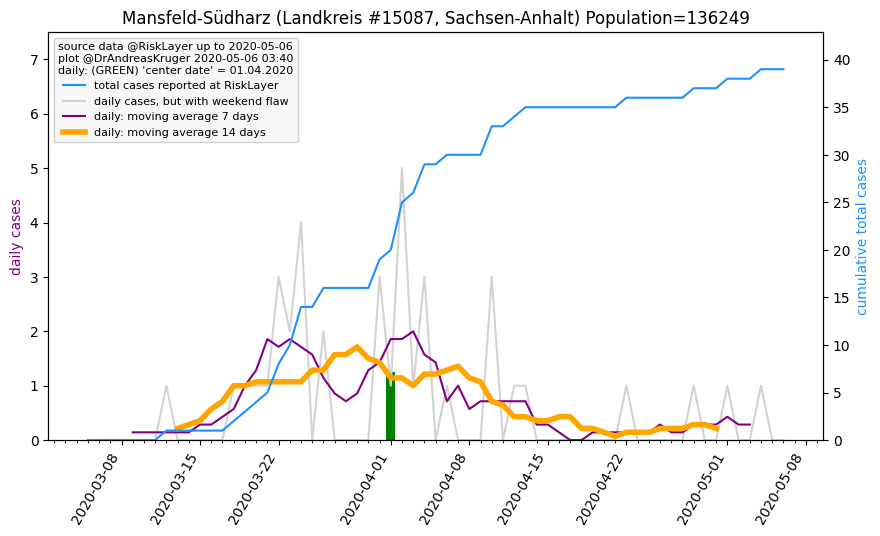 Mansfeld-Südharz (Landkreis #15087, Sachsen-Anhalt) Population=136249
source data @RiskLayer up to 2020-05-06
plot @DrAndreasKruger 2020-05-06 03:40
daily: (GREEN) 'center date' = 01.04.2020
total cases reported at RiskLayer
daily cases, but with weekend flaw
daily: moving average 7 days
daily: moving average 14 days
daily cases
7
6
5
4
3
2
1
0
cumulative total cases
40
35
30
25
20
15
10
5
0
2020-03-08
2020-03-15
2020-03-22
2020-04-01
2020-04-08
2020-04-15
2020-04-22
2020-05-01
2020-05-08